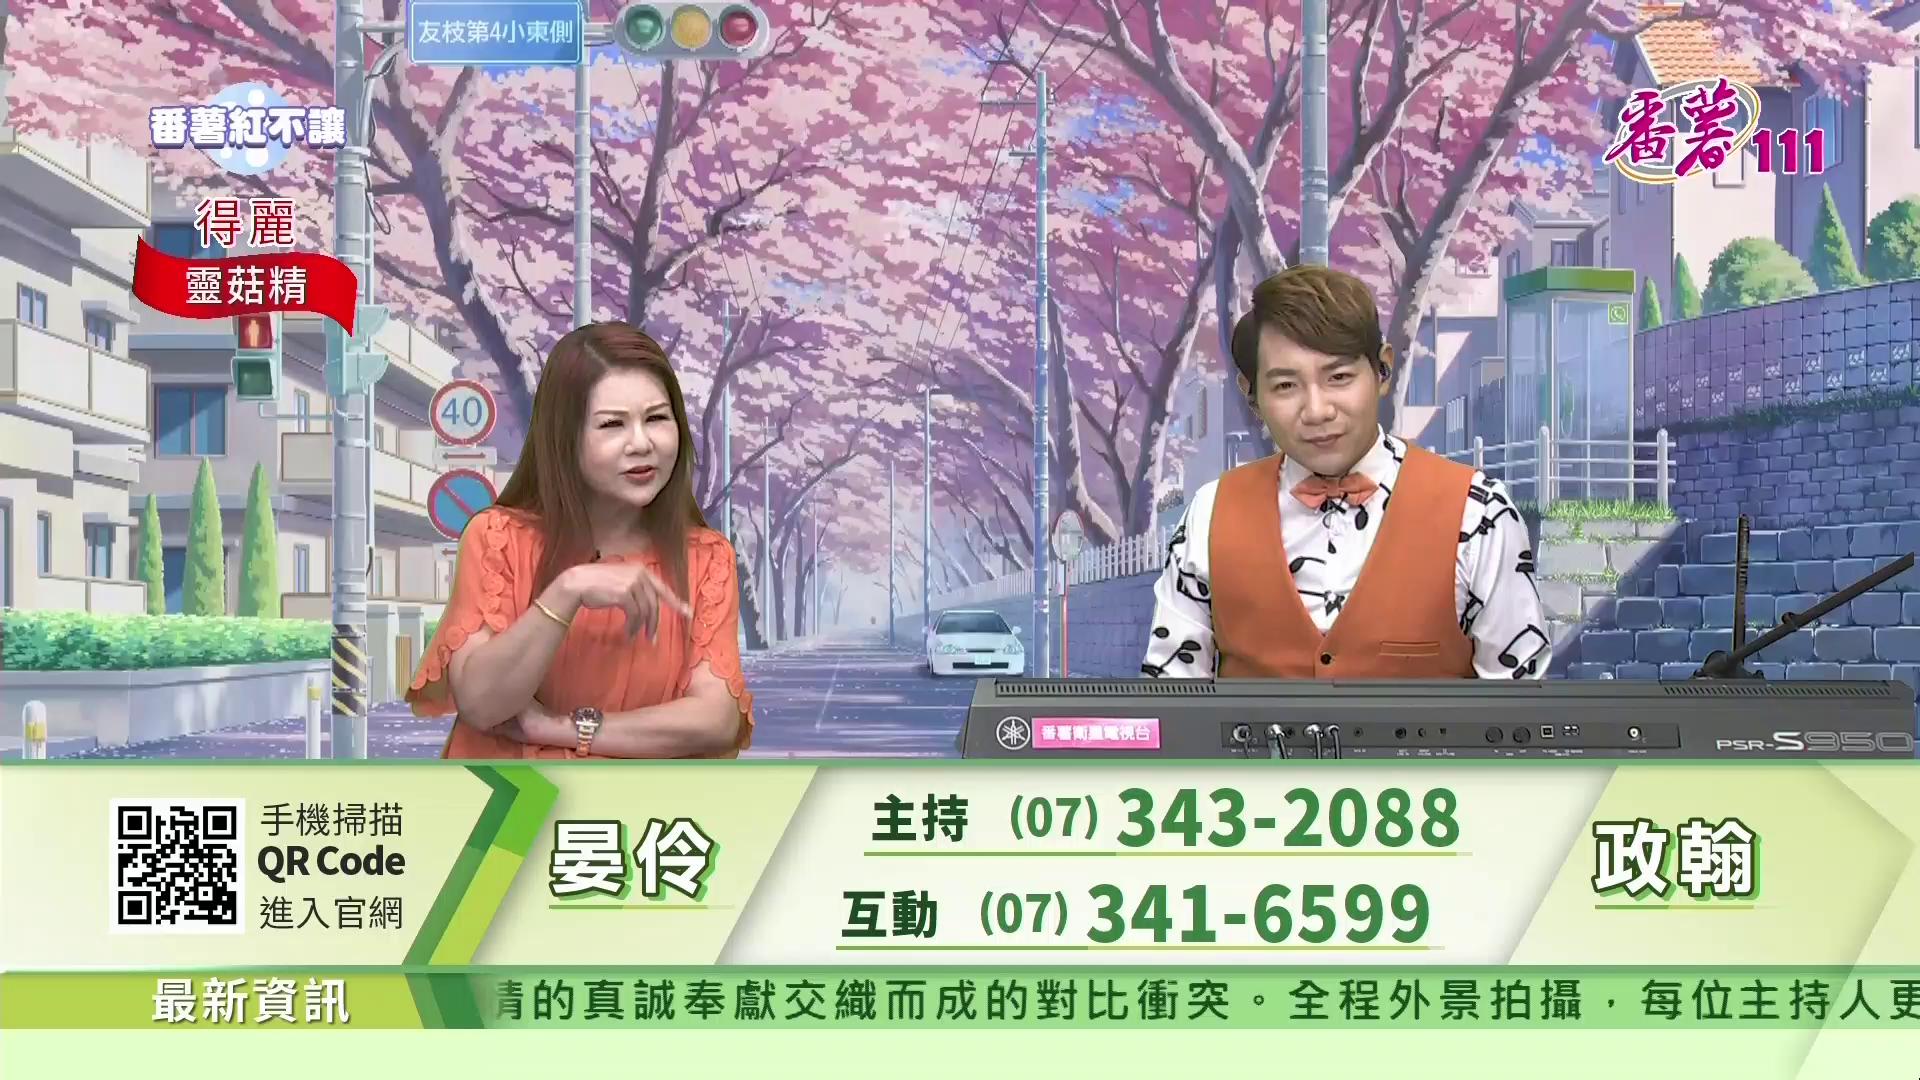 友枝第4小東側
番薯紅不讓
番薯111
得麗
靈菇精
40
番薯衛星電視台
PSR-S950
手機掃描
QR Code
進入官網
晏伶
主持 (07) 343-2088
互動 (07) 341-6599
政翰
最新資訊
情的真誠奉獻交織而成的對比衝突。全程外景拍攝，每位主持人更